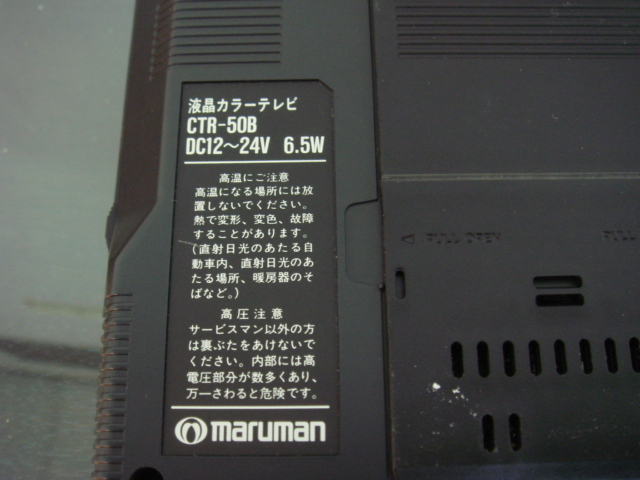 液晶カラーテレビ
CTR-50B
DC12～24V 6.5W
高温にご注意
高温になる場所には放
置しないでください。
熱で変形、変色、故障
することがあります。
(直射日光のあたる自
動車内、直射日光のあ
たる場所、暖房器のそ
ばなど。)
高圧注意
サービスマン以外の方
は裏ぶたをあけないで
ください。内部には高
電圧部分が数多くあり、
万一さわると危険です。
maruman
◁ PULL OPEN
PULL